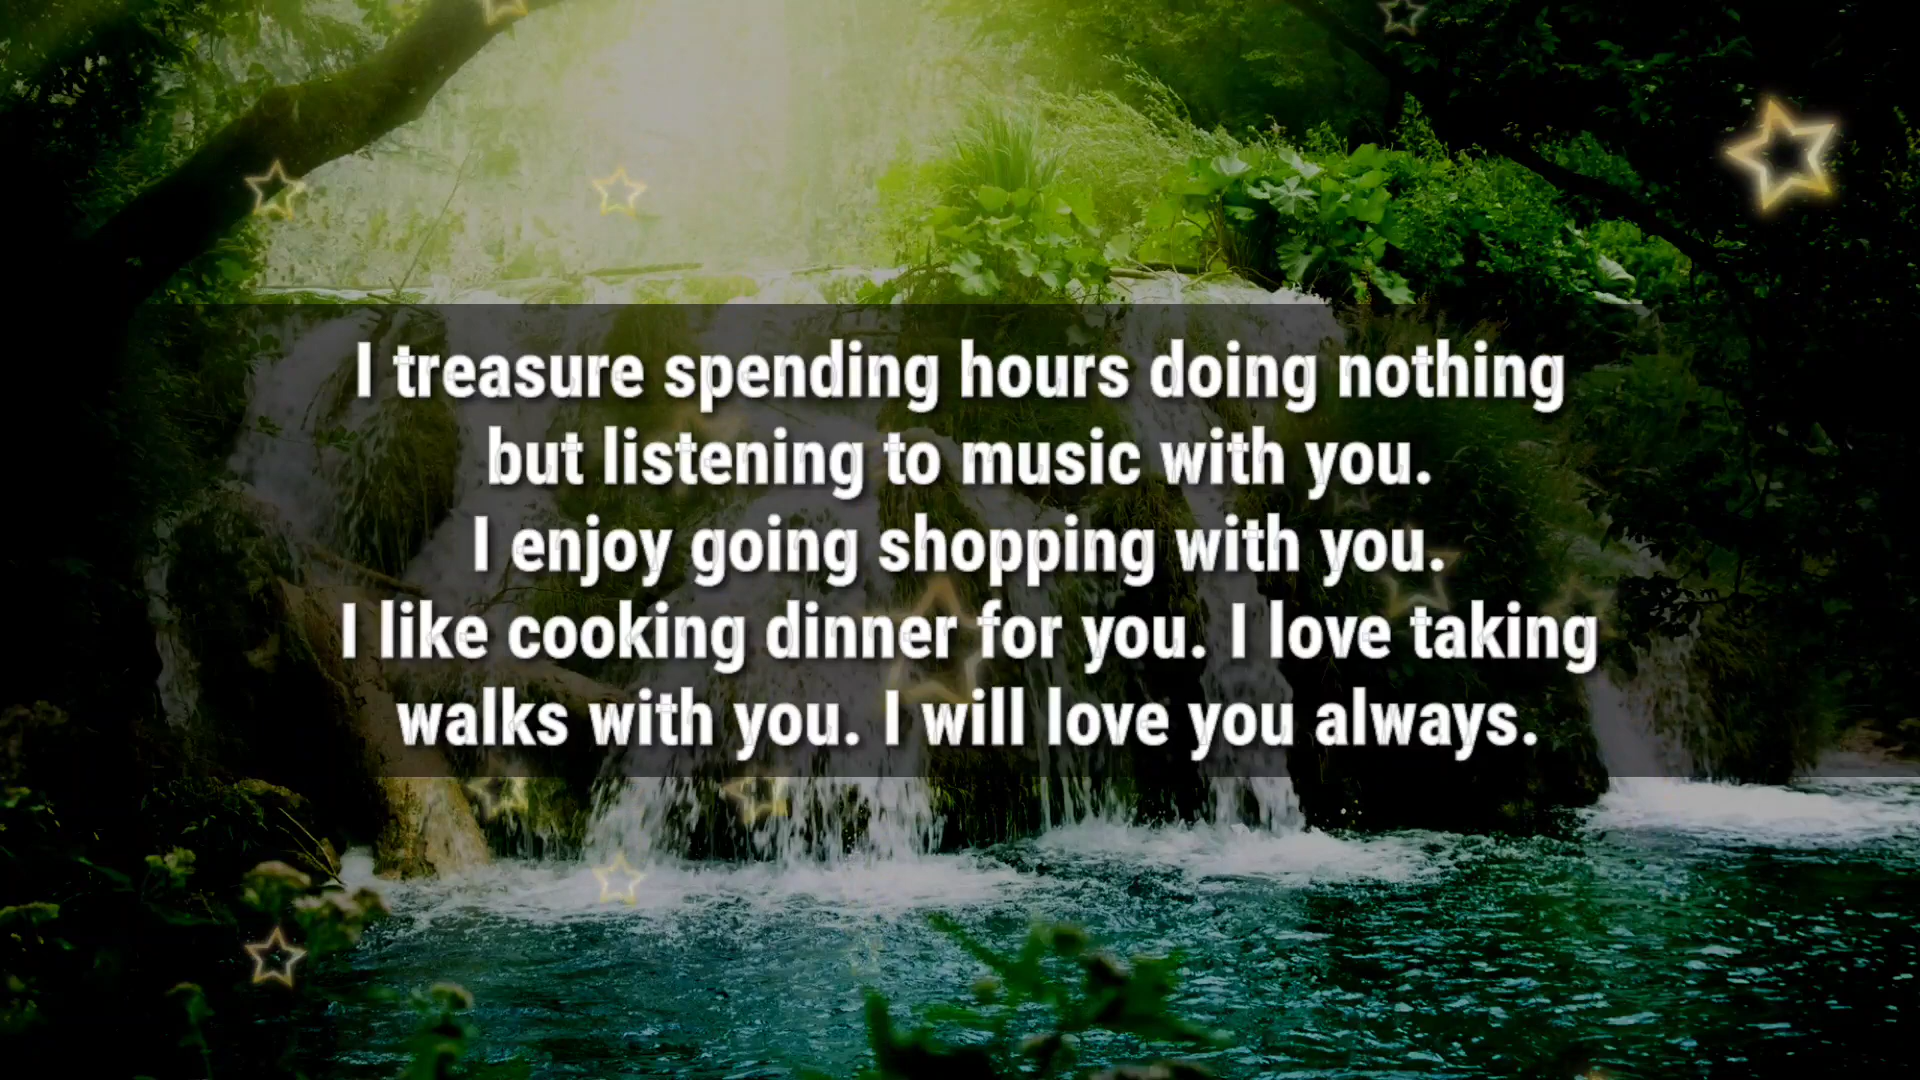 I treasure spending hours doing nothing
but listening to music with you.
I enjoy going shopping with you.
I like cooking dinner for you. I love taking
walks with you. I will love you always.